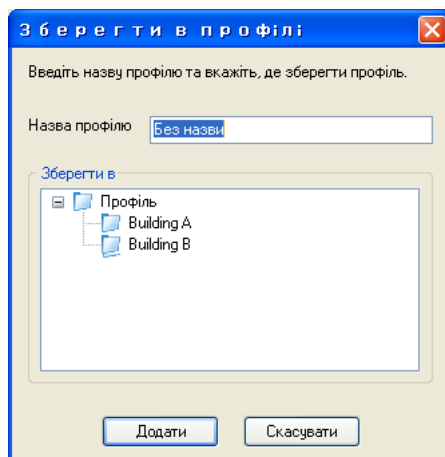 Зберегти в профілі
Введіть назву профілю та вкажіть, де зберегти профіль.
Назва профілю Без назви
Зберегти в
Профіль
Building A
Building B
Додати Скасувати